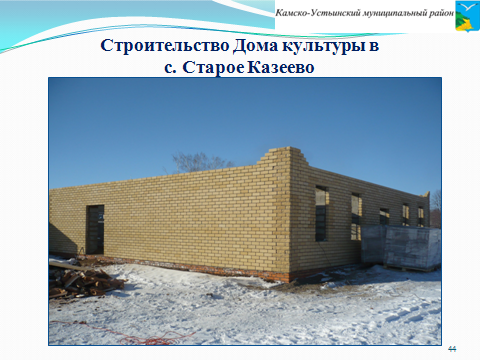 Камско-Устьинский муниципальный район
Строительство Дома культуры в
с. Старое Казеево
44